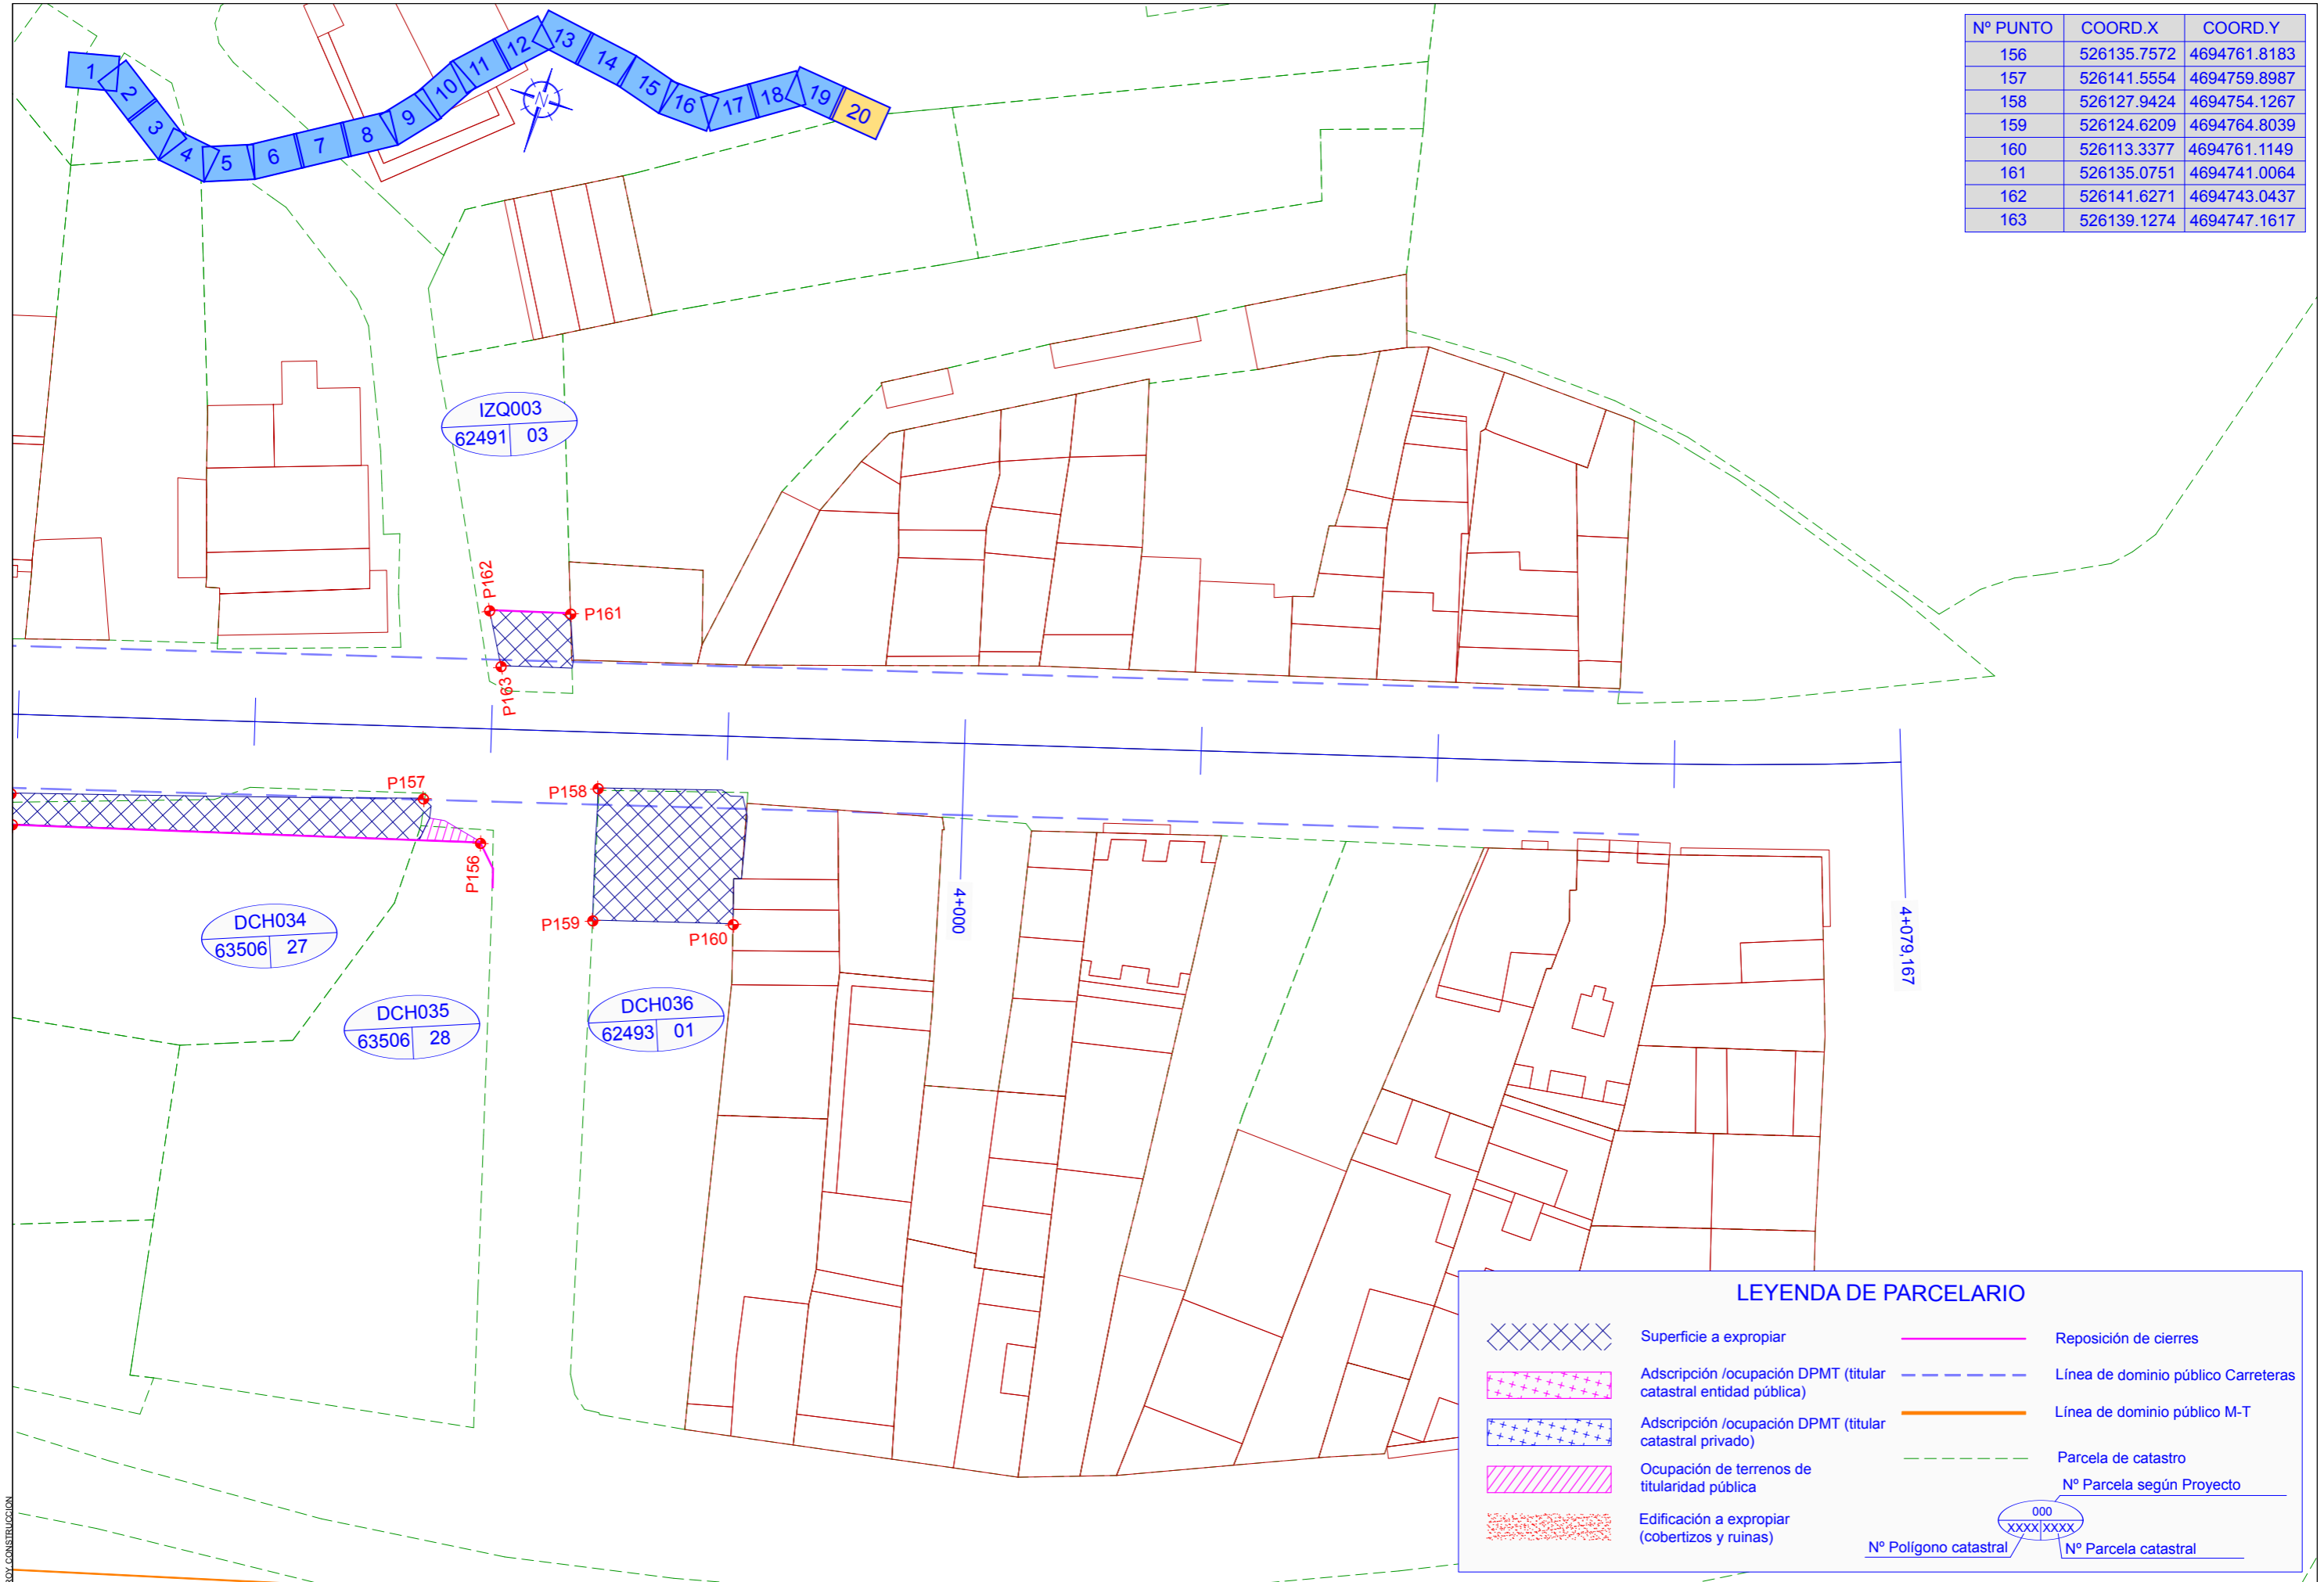 1
2
3
4
5
6
7
8
9
10
11
12
13
14
15
16
17
18
19
20
N
Nº PUNTO COORD.X COORD.Y
156 526135.7572 4694761.8183
157 526141.5554 4694759.8987
158 526127.9424 4694754.1267
159 526124.6209 4694764.8039
160 526113.3377 4694761.1149
161 526135.0751 4694741.0064
162 526141.6271 4694743.0437
163 526139.1274 4694747.1617
IZQ003
62491 03
P162
P161
P163
P157
P158
P156
P159
P160
4+000
4+079,167
DCH034
63506 27
DCH035
63506 28
DCH036
62493 01
LEYENDA DE PARCELARIO
Superficie a expropiar
Adscripción /ocupación DPMT (titular
catastral entidad pública)
Adscripción /ocupación DPMT (titular
catastral privado)
Ocupación de terrenos de
titularidad pública
Edificación a expropiar
(cobertizos y ruinas)
Reposición de cierres
Línea de dominio público Carreteras
Línea de dominio público M-T
Parcela de catastro
Nº Parcela según Proyecto
000
XXXX XXXX
Nº Polígono catastral
Nº Parcela catastral